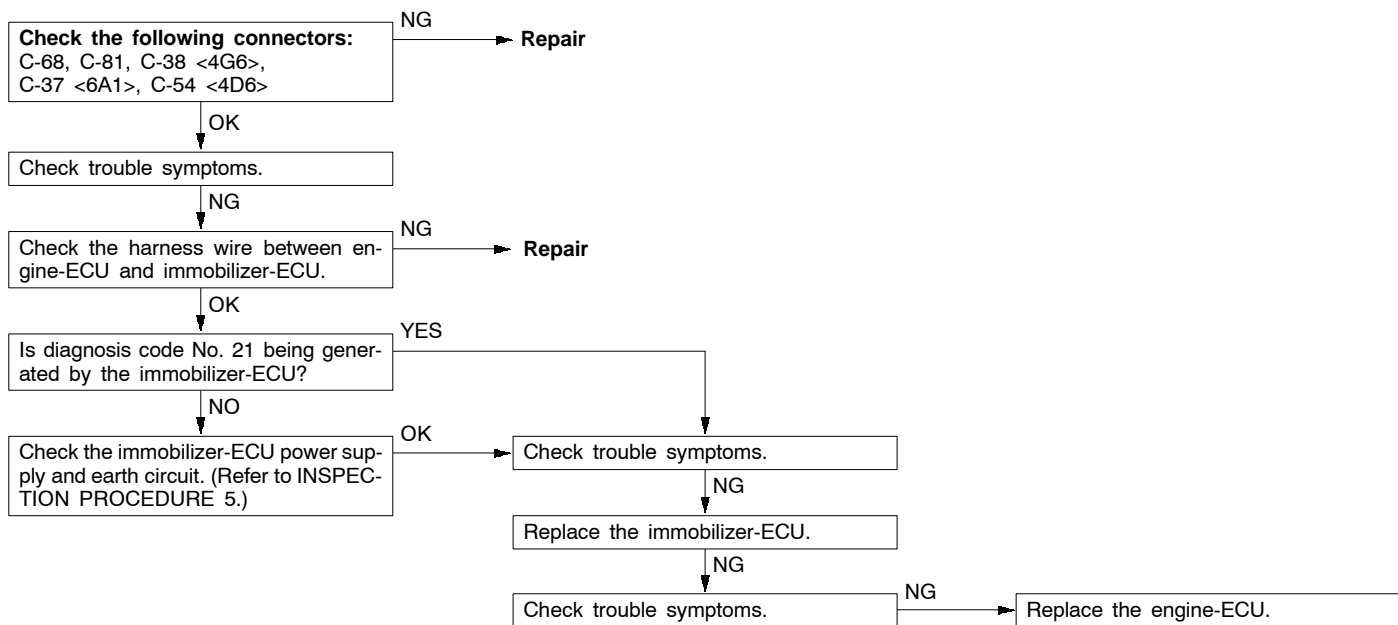 NG
Check the following connectors:
C-68, C-81, C-38 <4G6>,
C-37 <6A1>, C-54 <4D6>
Repair
OK
Check trouble symptoms.
NG
NG
Check the harness wire between en-
gine-ECU and immobilizer-ECU.
Repair
OK
YES
Is diagnosis code No. 21 being gener-
ated by the immobilizer-ECU?
NO
OK
Check the immobilizer-ECU power sup-
ply and earth circuit. (Refer to INSPEC-
TION PROCEDURE 5.)
Check trouble symptoms.
NG
Replace the immobilizer-ECU.
NG
NG
Check trouble symptoms.
Replace the engine-ECU.